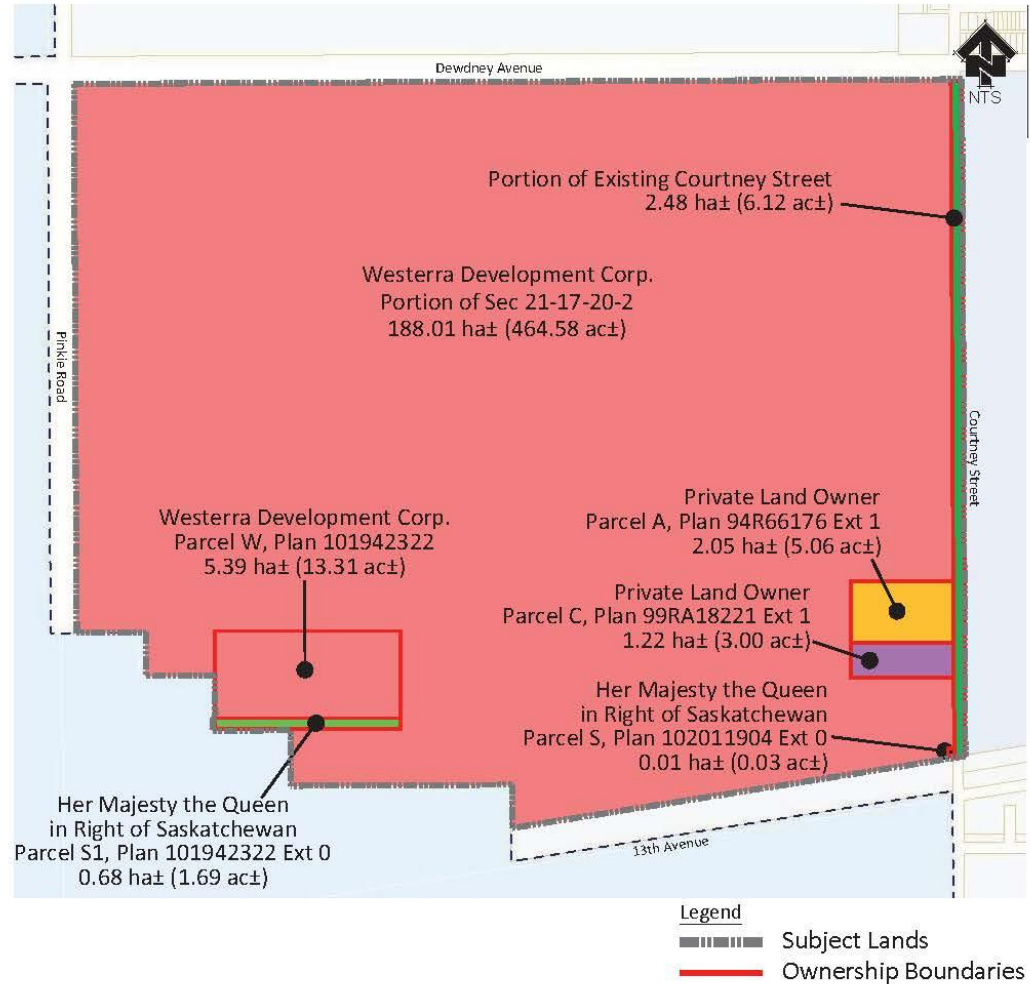 Dewdney Avenue
NTS
Portion of Existing Courtney Street
2.48 ha± (6.12 ac±)
Westerra Development Corp.
Portion of Sec 21-17-20-2
188.01 ha± (464.58 ac±)
Pinkie Road
Courtney Street
Private Land Owner
Parcel A, Plan 94R66176 Ext 1
2.05 ha± (5.06 ac±)
Westerra Development Corp.
Parcel W, Plan 101942322
5.39 ha± (13.31 ac±)
Private Land Owner
Parcel C, Plan 99RA18221 Ext 1
1.22 ha± (3.00 ac±)
Her Majesty the Queen
in Right of Saskatchewan
Parcel S, Plan 102011904 Ext 0
0.01 ha± (0.03 ac±)
Her Majesty the Queen
in Right of Saskatchewan
Parcel S1, Plan 101942322 Ext 0
0.68 ha± (1.69 ac±)
13th Avenue
Legend
Subject Lands
Ownership Boundaries